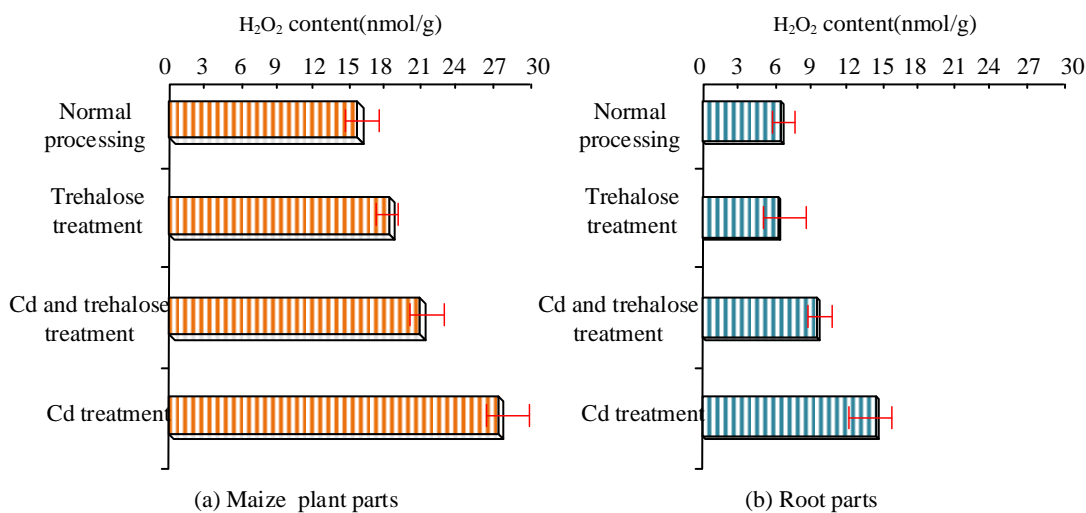 H₂O₂ content(nmol/g)
0 3 6 9 12 15 18 21 24 27 30
Normal
processing
Trehalose
treatment
Cd and trehalose
treatment
Cd treatment
(a) Maize plant parts
H₂O₂ content(nmol/g)
0 3 6 9 12 15 18 21 24 27 30
Normal
processing
Trehalose
treatment
Cd and trehalose
treatment
Cd treatment
(b) Root parts